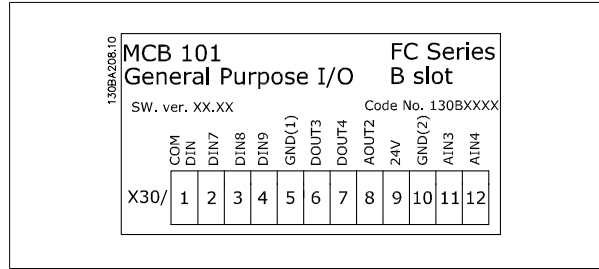 130BA208.10
MCB 101 FC Series
General Purpose I/O B slot
SW. ver. XX.XX Code No. 130BXXXX
COM DIN DIN7 DIN8 DIN9 GND(1) DOUT3 DOUT4 AOUT2 24V GND(2) AIN3 AIN4
X30/ 1 2 3 4 5 6 7 8 9 10 11 12